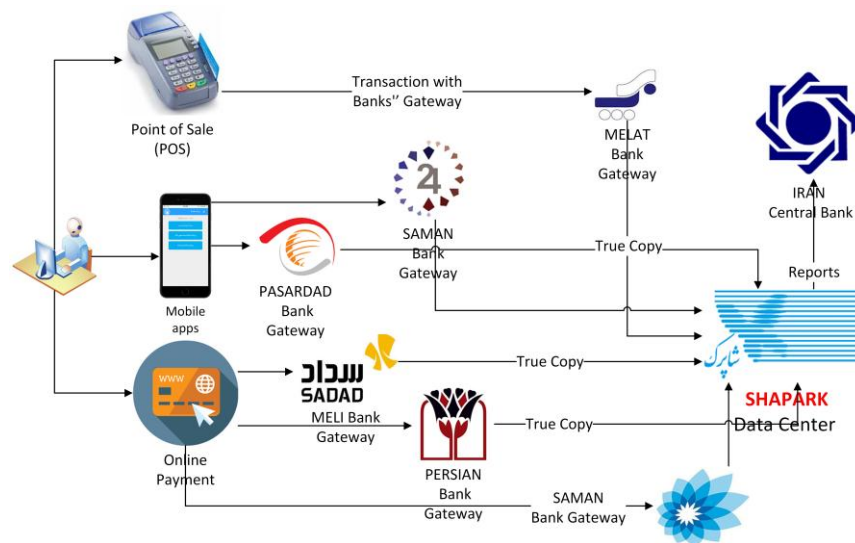 Transaction with
Banks'' Gateway
Point of Sale
(POS)
MELAT
Bank
Gateway
IRAN
Central Bank
24
SAMAN
Bank
Gateway
True Copy
Reports
PASARDAD
Bank
Gateway
Mobile
apps
شاپرک
WWW
سداد
SADAD
True Copy
MELI Bank
Gateway
SHAPARK
Data Center
True Copy
Online
Payment
PERSIAN
Bank
Gateway
SAMAN
Bank Gateway